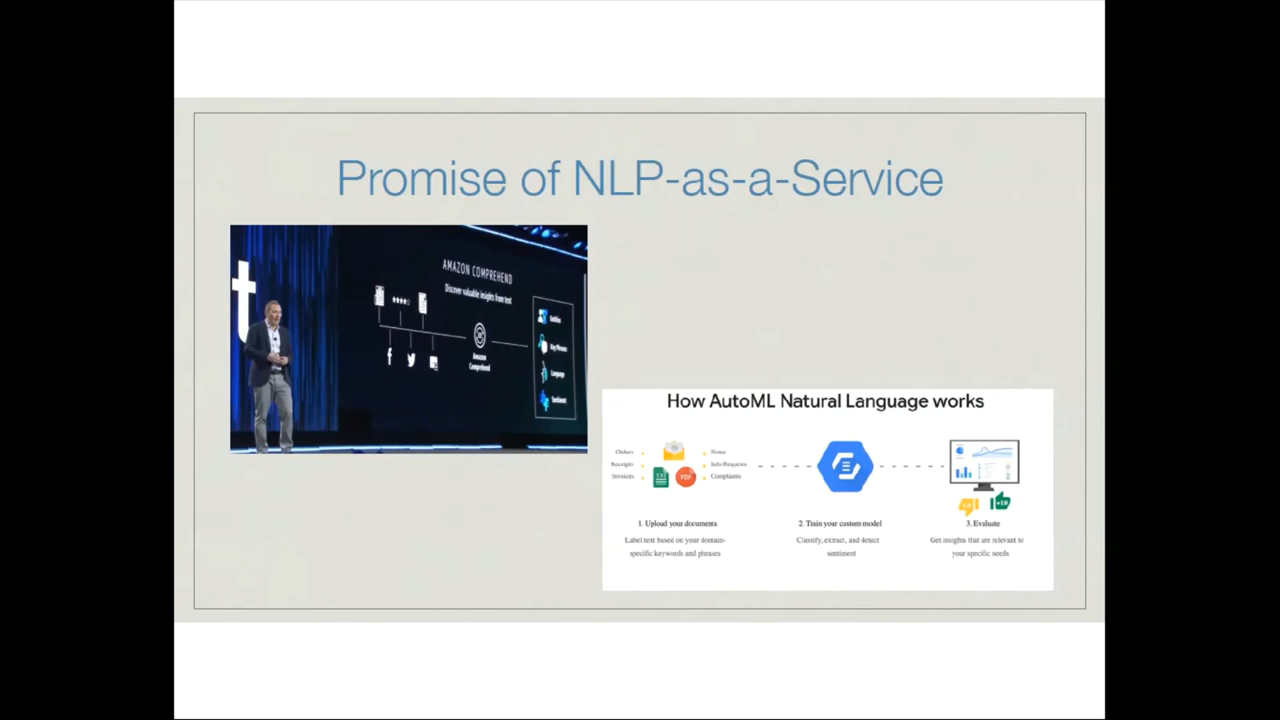 Promise of NLP-as-a-Service
t
AMAZON COMPREHEND
Discover valuable insights from text
Amazon
Comprehend
Entities
Key Phrases
Language
Sentiment
How AutoML Natural Language works
Orders
Receipts
Invoices
PDF
Notes
Info Requests
Complaints
1. Upload your documents
Label text based on your domain-
specific keywords and phrases
2. Train your custom model
Classify, extract, and detect
sentiment
+10
3. Evaluate
Get insights that are relevant to
your specific needs